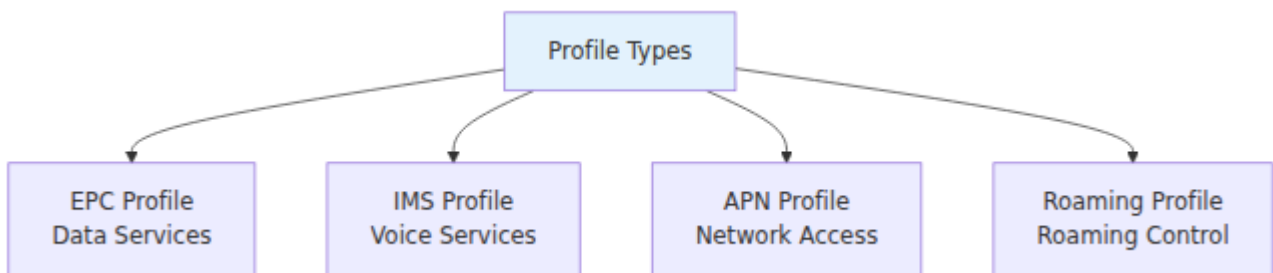 Profile Types
EPC Profile
Data Services
IMS Profile
Voice Services
APN Profile
Network Access
Roaming Profile
Roaming Control